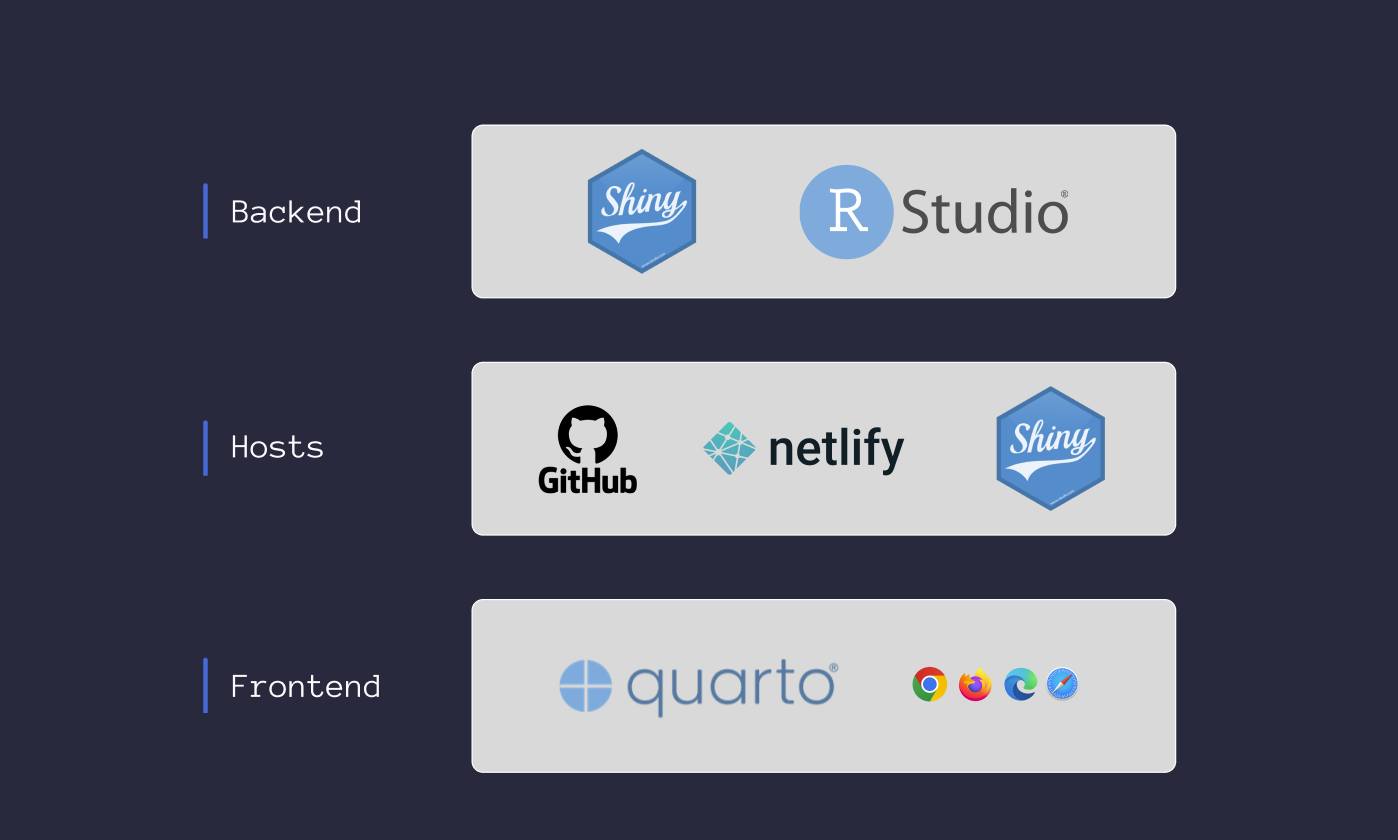 Backend
Shiny
R Studio®
Hosts
GitHub
netlify
Shiny
Frontend
quarto®